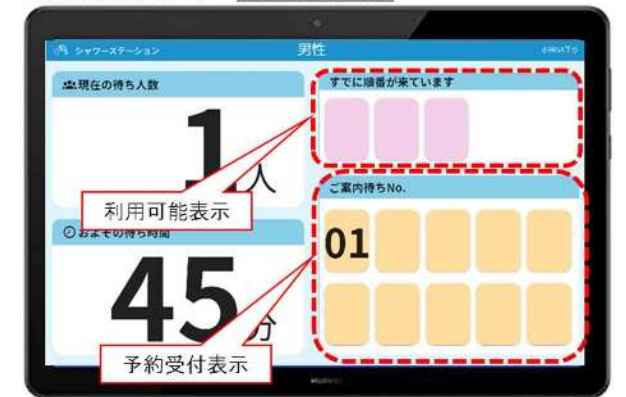 シャワーステーション
男性
現在の待ち人数
1人
すでに順番が来ています
利用可能表示
ご案内待ちNo.
01
およその待ち時間
45分
予約受付表示